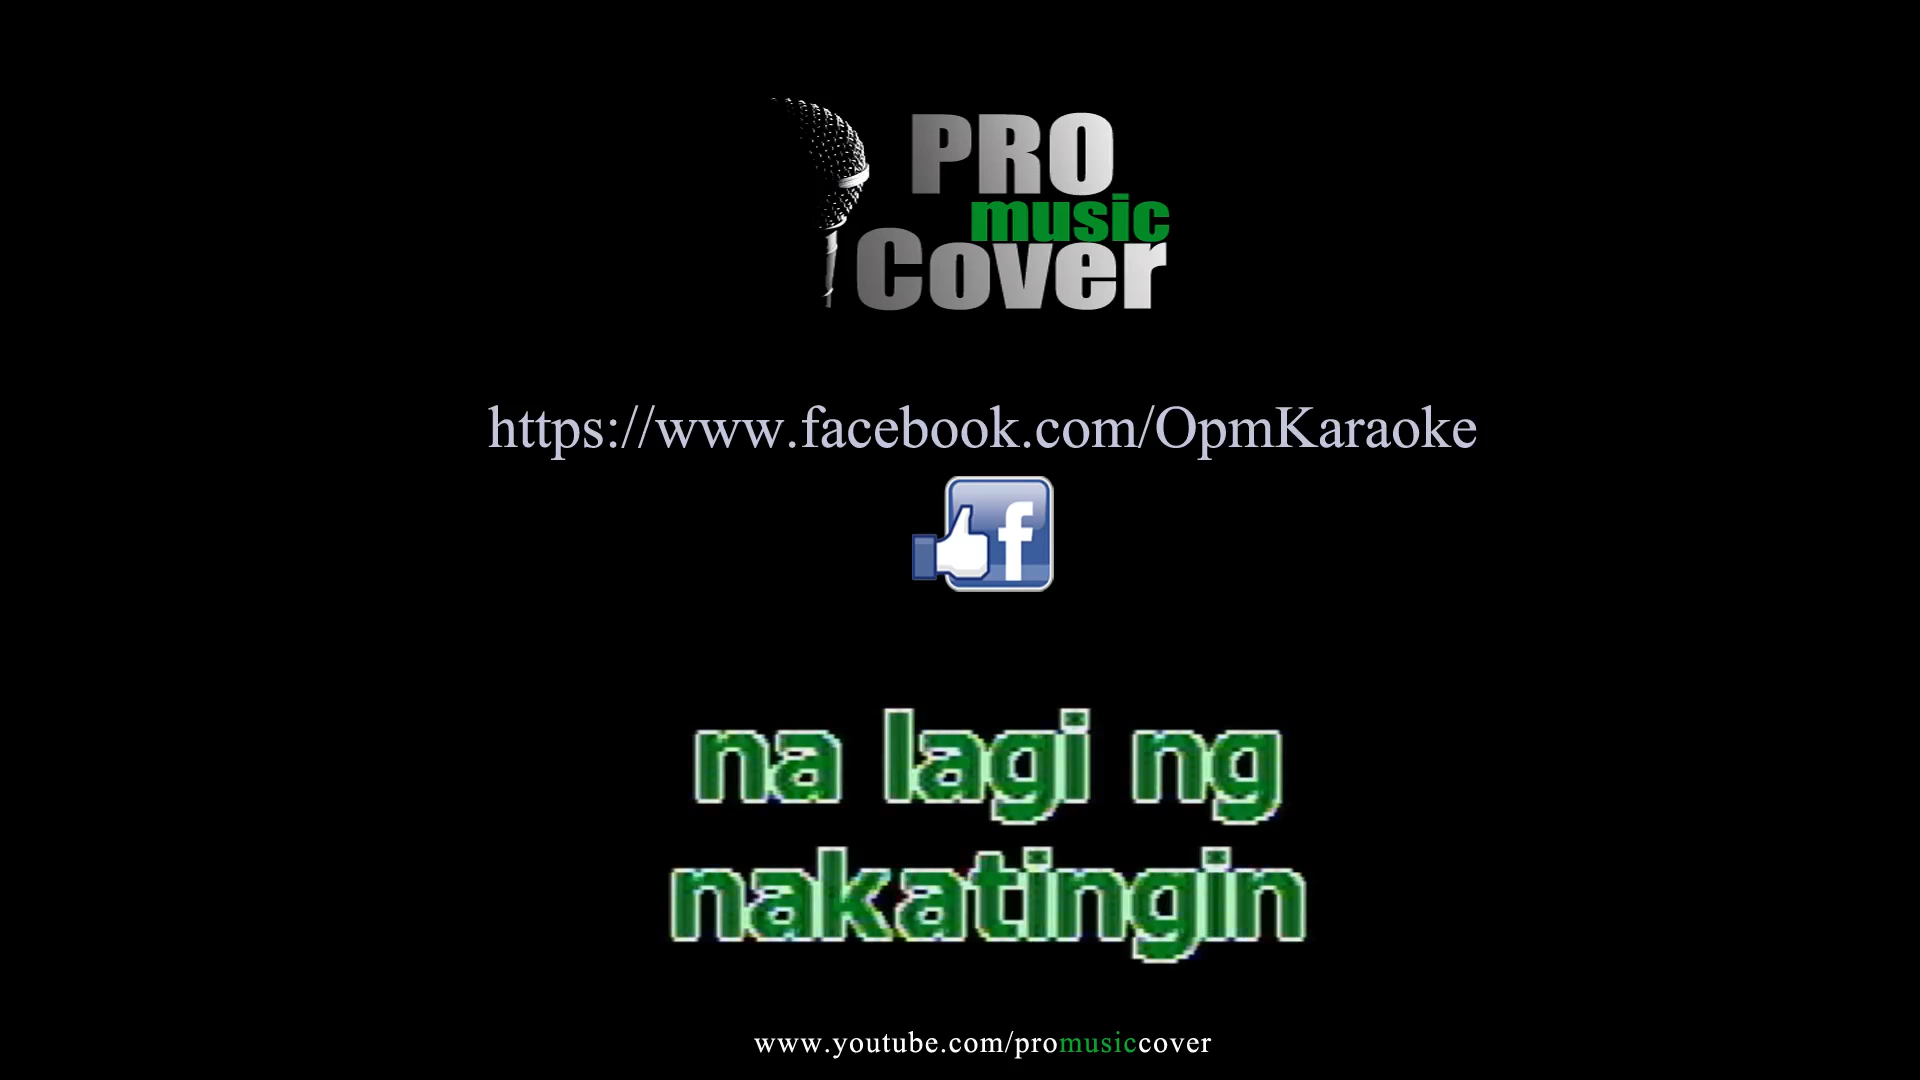 PRO
music
Cover
https://www.facebook.com/OpmKaraoke
f
na lagi ng
nakatingin
www.youtube.com/promusiccover